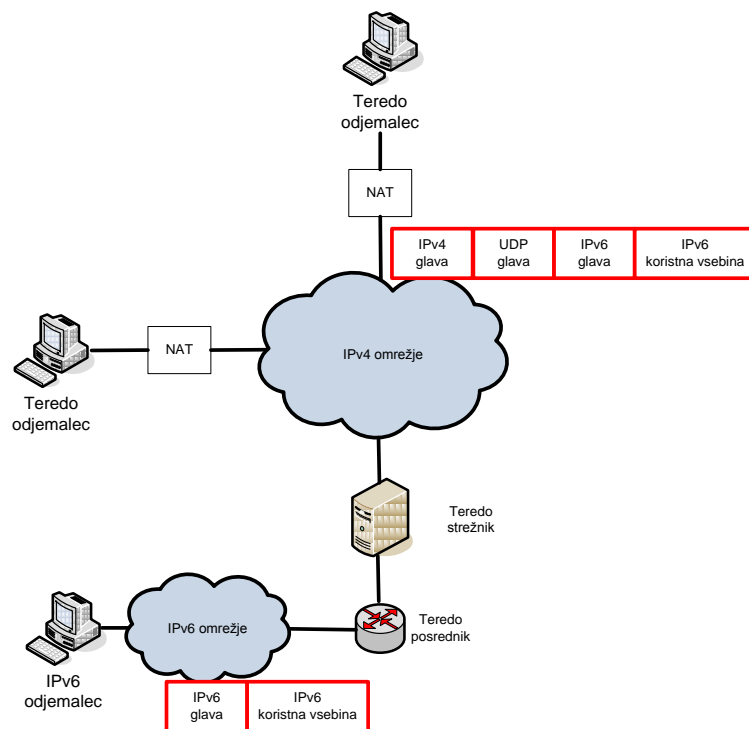 Teredo
odjemalec
NAT
IPv4
glava
UDP
glava
IPv6
glava
IPv6
koristna vsebina
NAT
IPv4 omrežje
Teredo
odjemalec
Teredo
strežnik
IPv6 omrežje
Teredo
posrednik
IPv6
odjemalec
IPv6
glava
IPv6
koristna vsebina